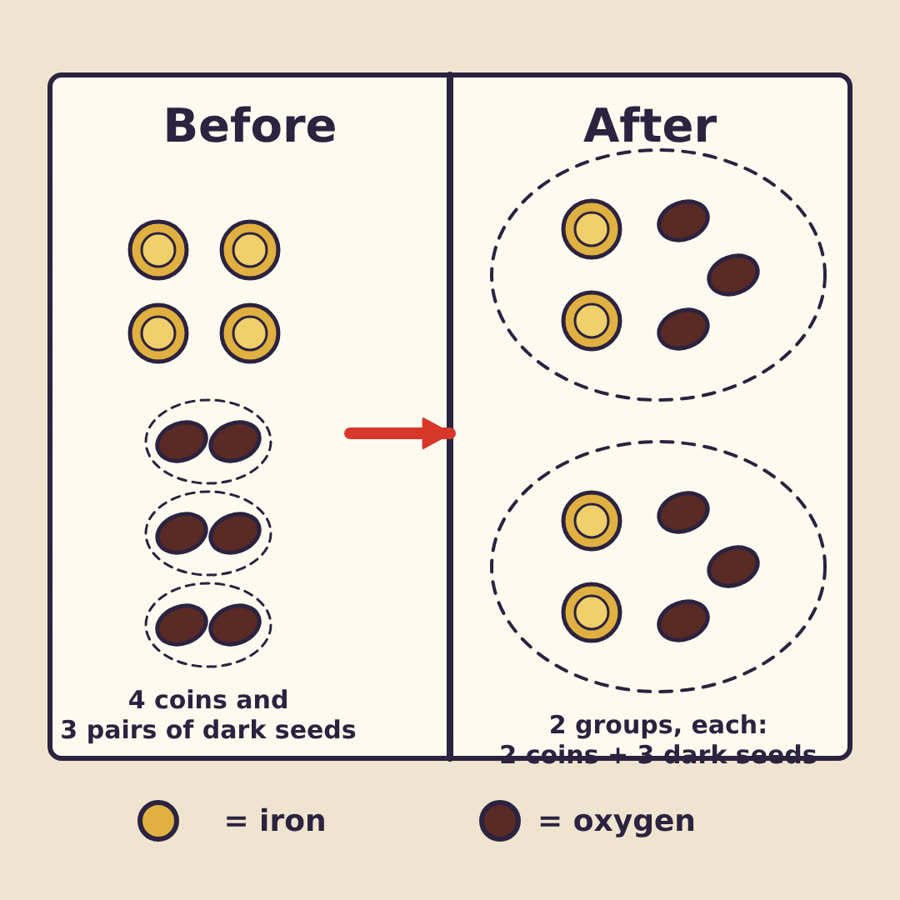 Before
After
4 coins and
3 pairs of dark seeds
2 groups, each:
2 coins + 3 dark seeds
= iron
= oxygen